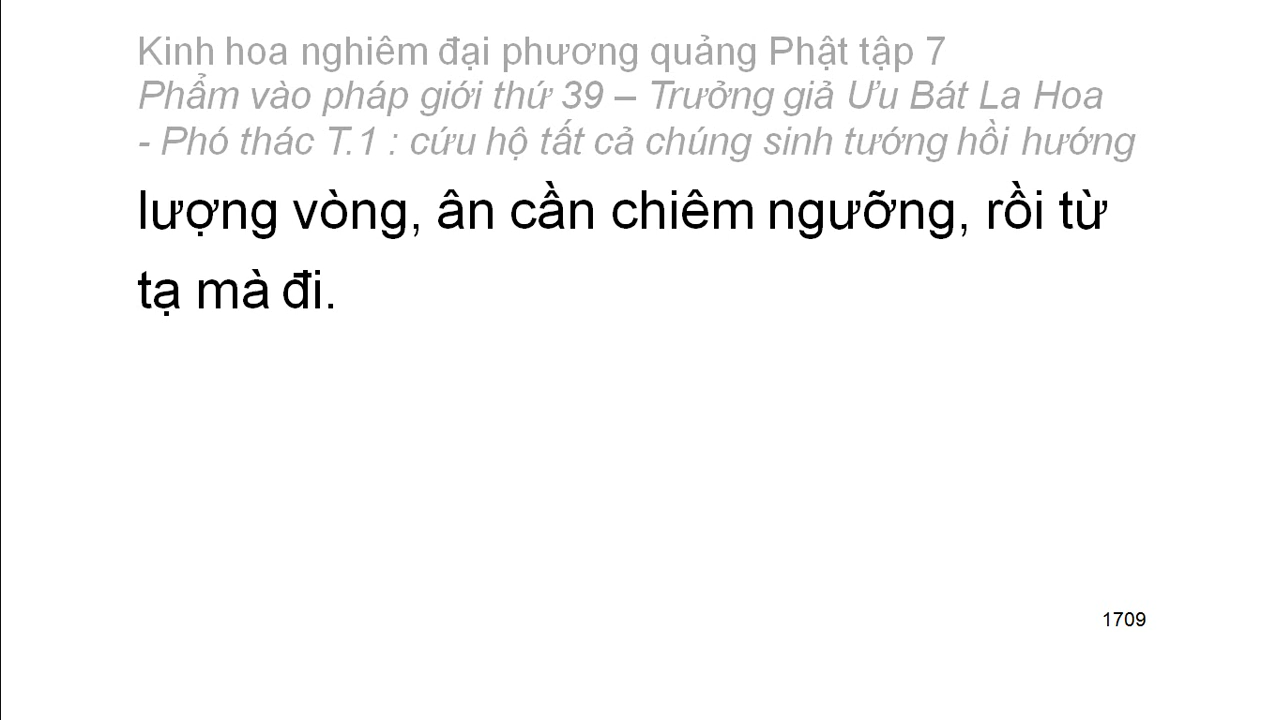 Kinh hoa nghiêm đại phương quảng Phật tập 7
Phẩm vào pháp giới thứ 39 – Trưởng giả Ưu Bát La Hoa
- Phó thác T.1 : cứu hộ tất cả chúng sinh tướng hồi hướng
lượng vòng, ân cần chiêm ngưỡng, rồi từ
tạ mà đi.
1709